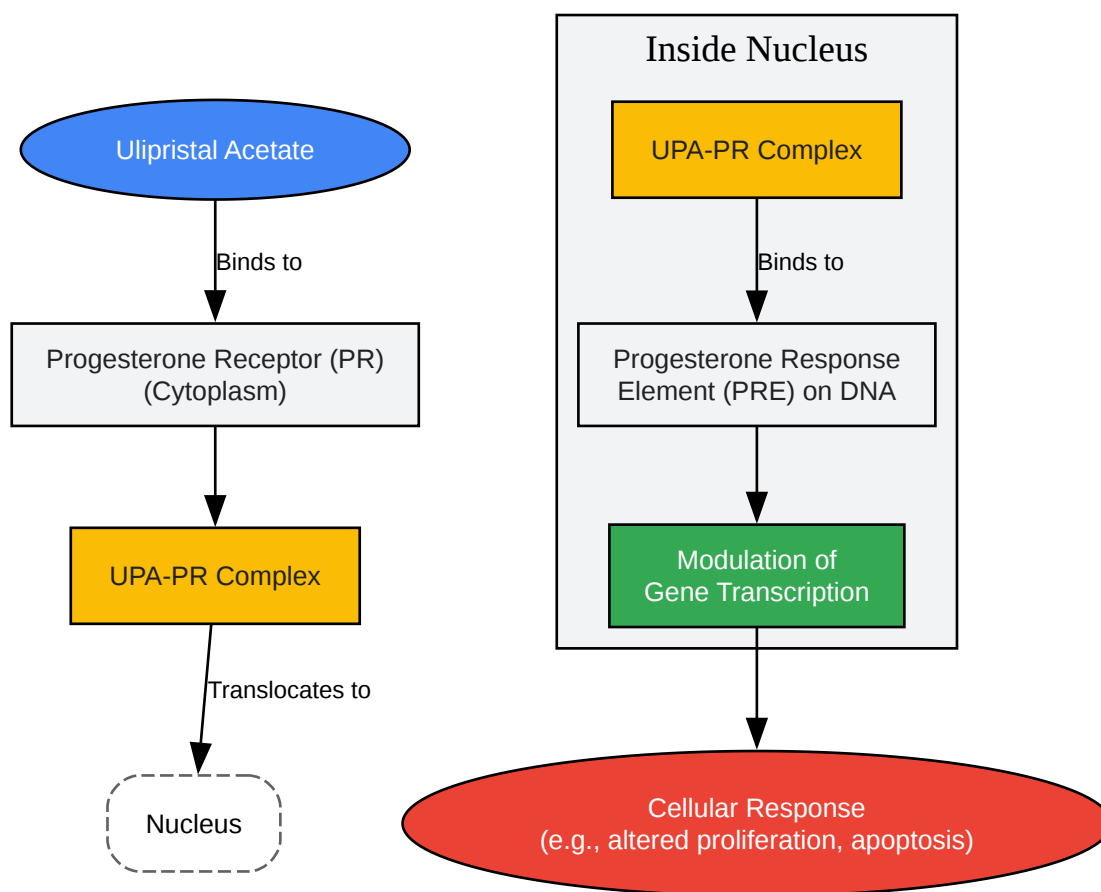 Ulipristal Acetate
Binds to
Progesterone Receptor (PR)
(Cytoplasm)
UPA-PR Complex
Translocates to
Nucleus
Inside Nucleus
UPA-PR Complex
Binds to
Progesterone Response
Element (PRE) on DNA
Modulation of
Gene Transcription
Cellular Response
(e.g., altered proliferation, apoptosis)